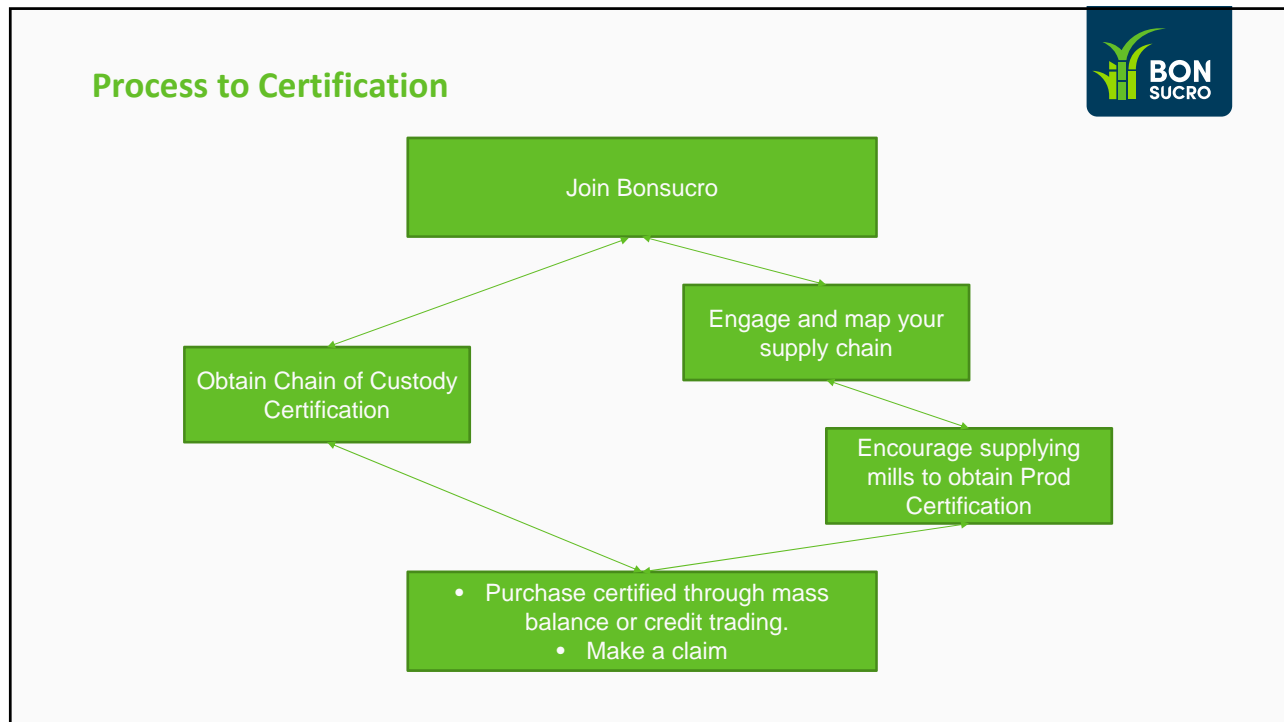 Process to Certification
BON
SUCRO
Join Bonsucro
Engage and map your
supply chain
Obtain Chain of Custody
Certification
Encourage supplying
mills to obtain Prod
Certification
• Purchase certified through mass
balance or credit trading.
• Make a claim